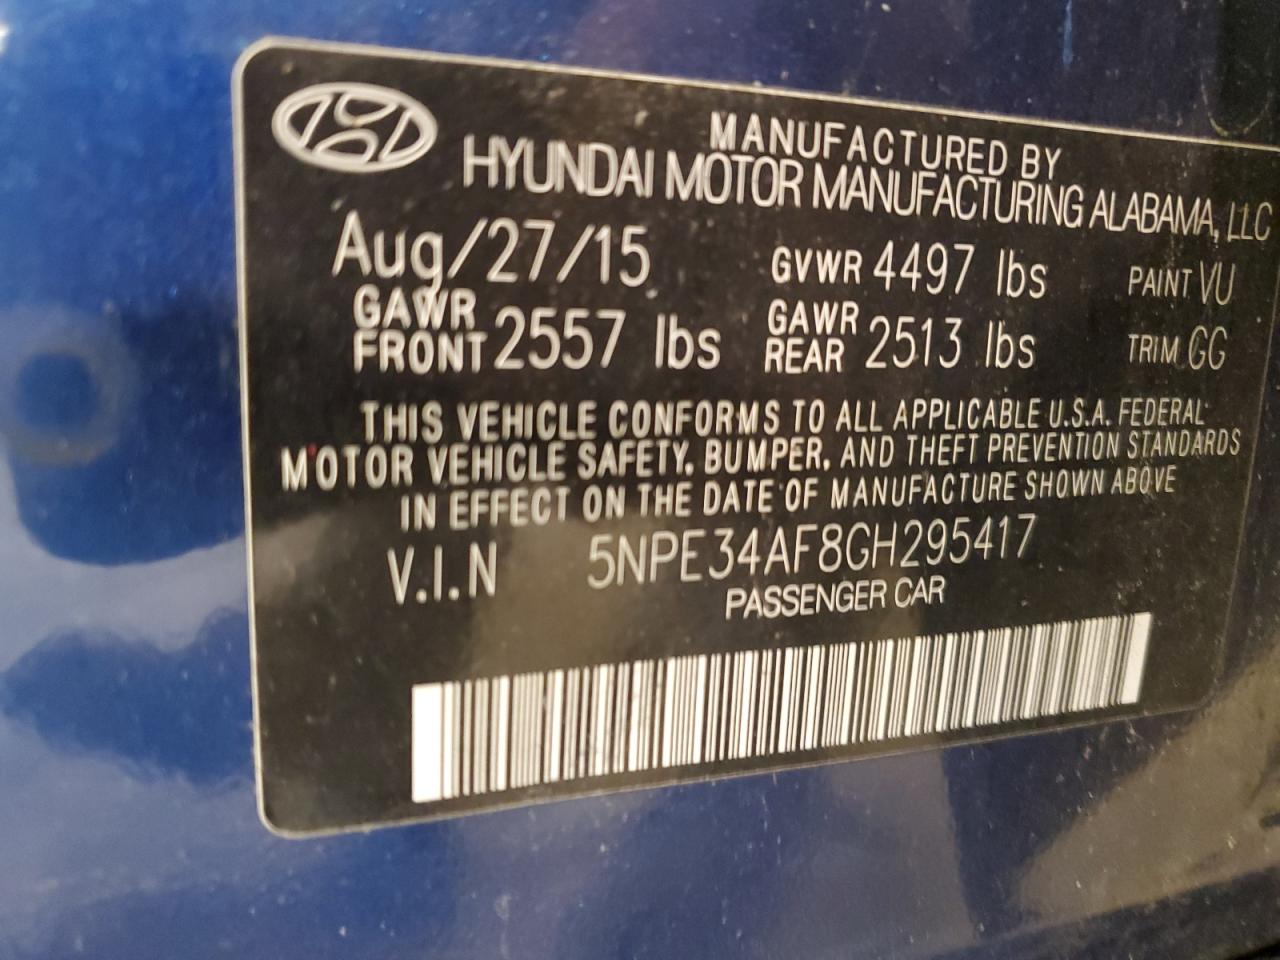 MANUFACTURED BY
HYUNDAI MOTOR MANUFACTURING ALABAMA, LLC
Aug/27/15 GVWR 4497 lbs PAINT VU
GAWR FRONT 2557 lbs GAWR REAR 2513 lbs TRIM GG
THIS VEHICLE CONFORMS TO ALL APPLICABLE U.S.A. FEDERAL
MOTOR VEHICLE SAFETY, BUMPER, AND THEFT PREVENTION STANDARDS
IN EFFECT ON THE DATE OF MANUFACTURE SHOWN ABOVE
V.I.N 5NPE34AF8GH295417
PASSENGER CAR